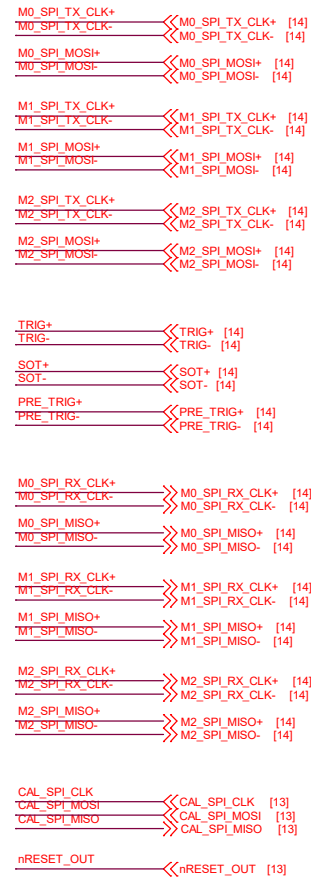 M0_SPI_TX_CLK+ M0_SPI_TX_CLK+ [14]
M0_SPI_TX_CLK- M0_SPI_TX_CLK- [14]
M0_SPI_MOSI+ M0_SPI_MOSI+ [14]
M0_SPI_MOSI- M0_SPI_MOSI- [14]
M1_SPI_TX_CLK+ M1_SPI_TX_CLK+ [14]
M1_SPI_TX_CLK- M1_SPI_TX_CLK- [14]
M1_SPI_MOSI+ M1_SPI_MOSI+ [14]
M1_SPI_MOSI- M1_SPI_MOSI- [14]
M2_SPI_TX_CLK+ M2_SPI_TX_CLK+ [14]
M2_SPI_TX_CLK- M2_SPI_TX_CLK- [14]
M2_SPI_MOSI+ M2_SPI_MOSI+ [14]
M2_SPI_MOSI- M2_SPI_MOSI- [14]
TRIG+ TRIG+ [14]
TRIG- TRIG- [14]
SOT+ SOT+ [14]
SOT- SOT- [14]
PRE_TRIG+ PRE_TRIG+ [14]
PRE_TRIG- PRE_TRIG- [14]
M0_SPI_RX_CLK+ M0_SPI_RX_CLK+ [14]
M0_SPI_RX_CLK- M0_SPI_RX_CLK- [14]
M0_SPI_MISO+ M0_SPI_MISO+ [14]
M0_SPI_MISO- M0_SPI_MISO- [14]
M1_SPI_RX_CLK+ M1_SPI_RX_CLK+ [14]
M1_SPI_RX_CLK- M1_SPI_RX_CLK- [14]
M1_SPI_MISO+ M1_SPI_MISO+ [14]
M1_SPI_MISO- M1_SPI_MISO- [14]
M2_SPI_RX_CLK+ M2_SPI_RX_CLK+ [14]
M2_SPI_RX_CLK- M2_SPI_RX_CLK- [14]
M2_SPI_MISO+ M2_SPI_MISO+ [14]
M2_SPI_MISO- M2_SPI_MISO- [14]
CAL_SPI_CLK CAL_SPI_CLK [13]
CAL_SPI_MOSI CAL_SPI_MOSI [13]
CAL_SPI_MISO CAL_SPI_MISO [13]
nRESET_OUT nRESET_OUT [13]